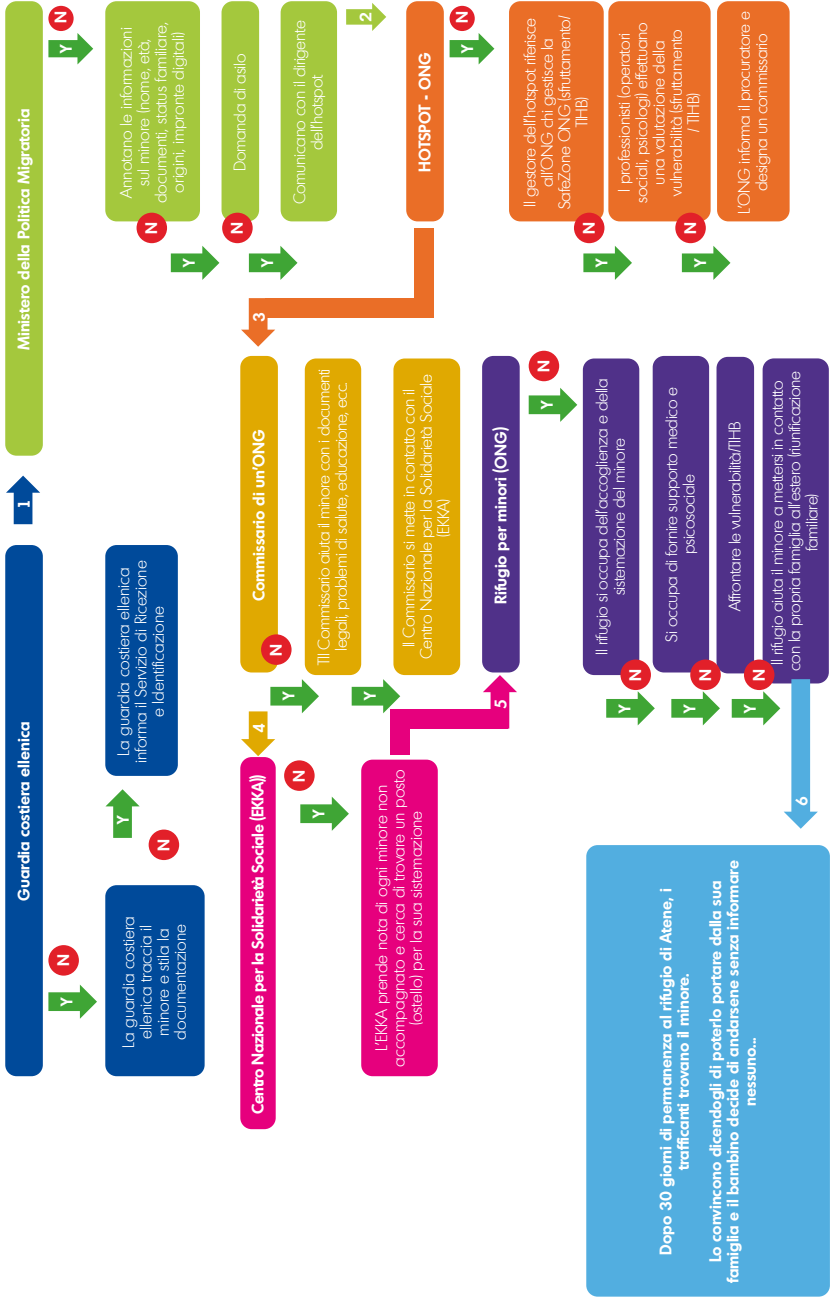 Guardia costiera ellenica
Y
N
La guardia costiera
ellenica traccia il
minore e stila la
documentazione
Y
N
La guardia costiera ellenica
informa il Servizio di Ricezione
e Identificazione
1
Ministero della Politica Migratoria
Y
N
Annotano le informazioni
sul minore (nome, età,
documenti, status familiare,
origini, impronte digitali)
N
Y
Domanda di asilo
N
Y
Comunicano con il dirigente
dell'hotspot
2
HOTSPOT - ONG
Y
N
Il gestore dell'hotspot riferisce
all'ONG chi gestisce la
SafeZone ONG (sfruttamento/
TIHB)
N
Y
I professionisti (operatori
sociali, psicologi) effettuano
una valutazione della
vulnerabilità (sfruttamento
/ TIHB)
N
Y
L'ONG informa il procuratore e
designa un commissario
3
Commissario di un'ONG
N
Y
TIl Commissario aiuta il minore con i documenti
legali, problemi di salute, educazione, ecc.
Y
Il Commissario si mette in contatto con il
Centro Nazionale per la Solidarietà Sociale
(EKKA)
4
Centro Nazionale per la Solidarietà Sociale (EKKA))
Y
N
L'EKKA prende nota di ogni minore non
accompagnato e cerca di trovare un posto
(ostello) per la sua sistemazione
5
Rifugio per minori (ONG)
Y
N
Il rifugio si occupa dell'accoglienza e della
sistemazione del minore
N
Y
Si occupa di fornire supporto medico e
psicosociale
N
Y
Affrontare le vulnerabilità/TIHB
N
Y
Il rifugio aiuta il minore a mettersi in contatto
con la propria famiglia all'estero (riunificazione
familiare)
6
Dopo 30 giorni di permanenza al rifugio di Atene, i
trafficanti trovano il minore.
Lo convincono dicendogli di poterlo portare dalla sua
famiglia e il bambino decide di andarsene senza informare
nessuno...